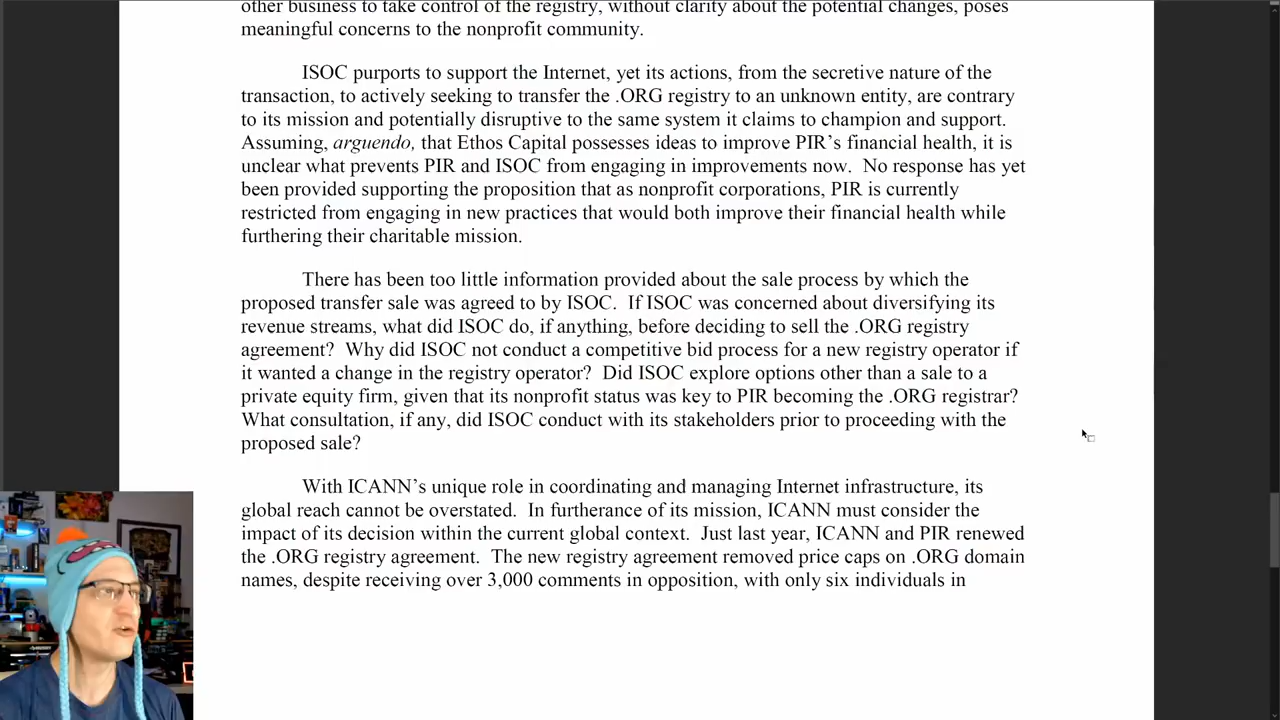 other business to take control of the registry, without clarity about the potential changes, poses
meaningful concerns to the nonprofit community.
ISOC purports to support the Internet, yet its actions, from the secretive nature of the
transaction, to actively seeking to transfer the .ORG registry to an unknown entity, are contrary
to its mission and potentially disruptive to the same system it claims to champion and support.
Assuming, arguendo, that Ethos Capital possesses ideas to improve PIR’s financial health, it is
unclear what prevents PIR and ISOC from engaging in improvements now.  No response has yet
been provided supporting the proposition that as nonprofit corporations, PIR is currently
restricted from engaging in new practices that would both improve their financial health while
furthering their charitable mission.
There has been too little information provided about the sale process by which the
proposed transfer sale was agreed to by ISOC.  If ISOC was concerned about diversifying its
revenue streams, what did ISOC do, if anything, before deciding to sell the .ORG registry
agreement?  Why did ISOC not conduct a competitive bid process for a new registry operator if
it wanted a change in the registry operator?  Did ISOC explore options other than a sale to a
private equity firm, given that its nonprofit status was key to PIR becoming the .ORG registrar?
What consultation, if any, did ISOC conduct with its stakeholders prior to proceeding with the
proposed sale?
With ICANN’s unique role in coordinating and managing Internet infrastructure, its
global reach cannot be overstated.  In furtherance of its mission, ICANN must consider the
impact of its decision within the current global context.  Just last year, ICANN and PIR renewed
the .ORG registry agreement.  The new registry agreement removed price caps on .ORG domain
names, despite receiving over 3,000 comments in opposition, with only six individuals in